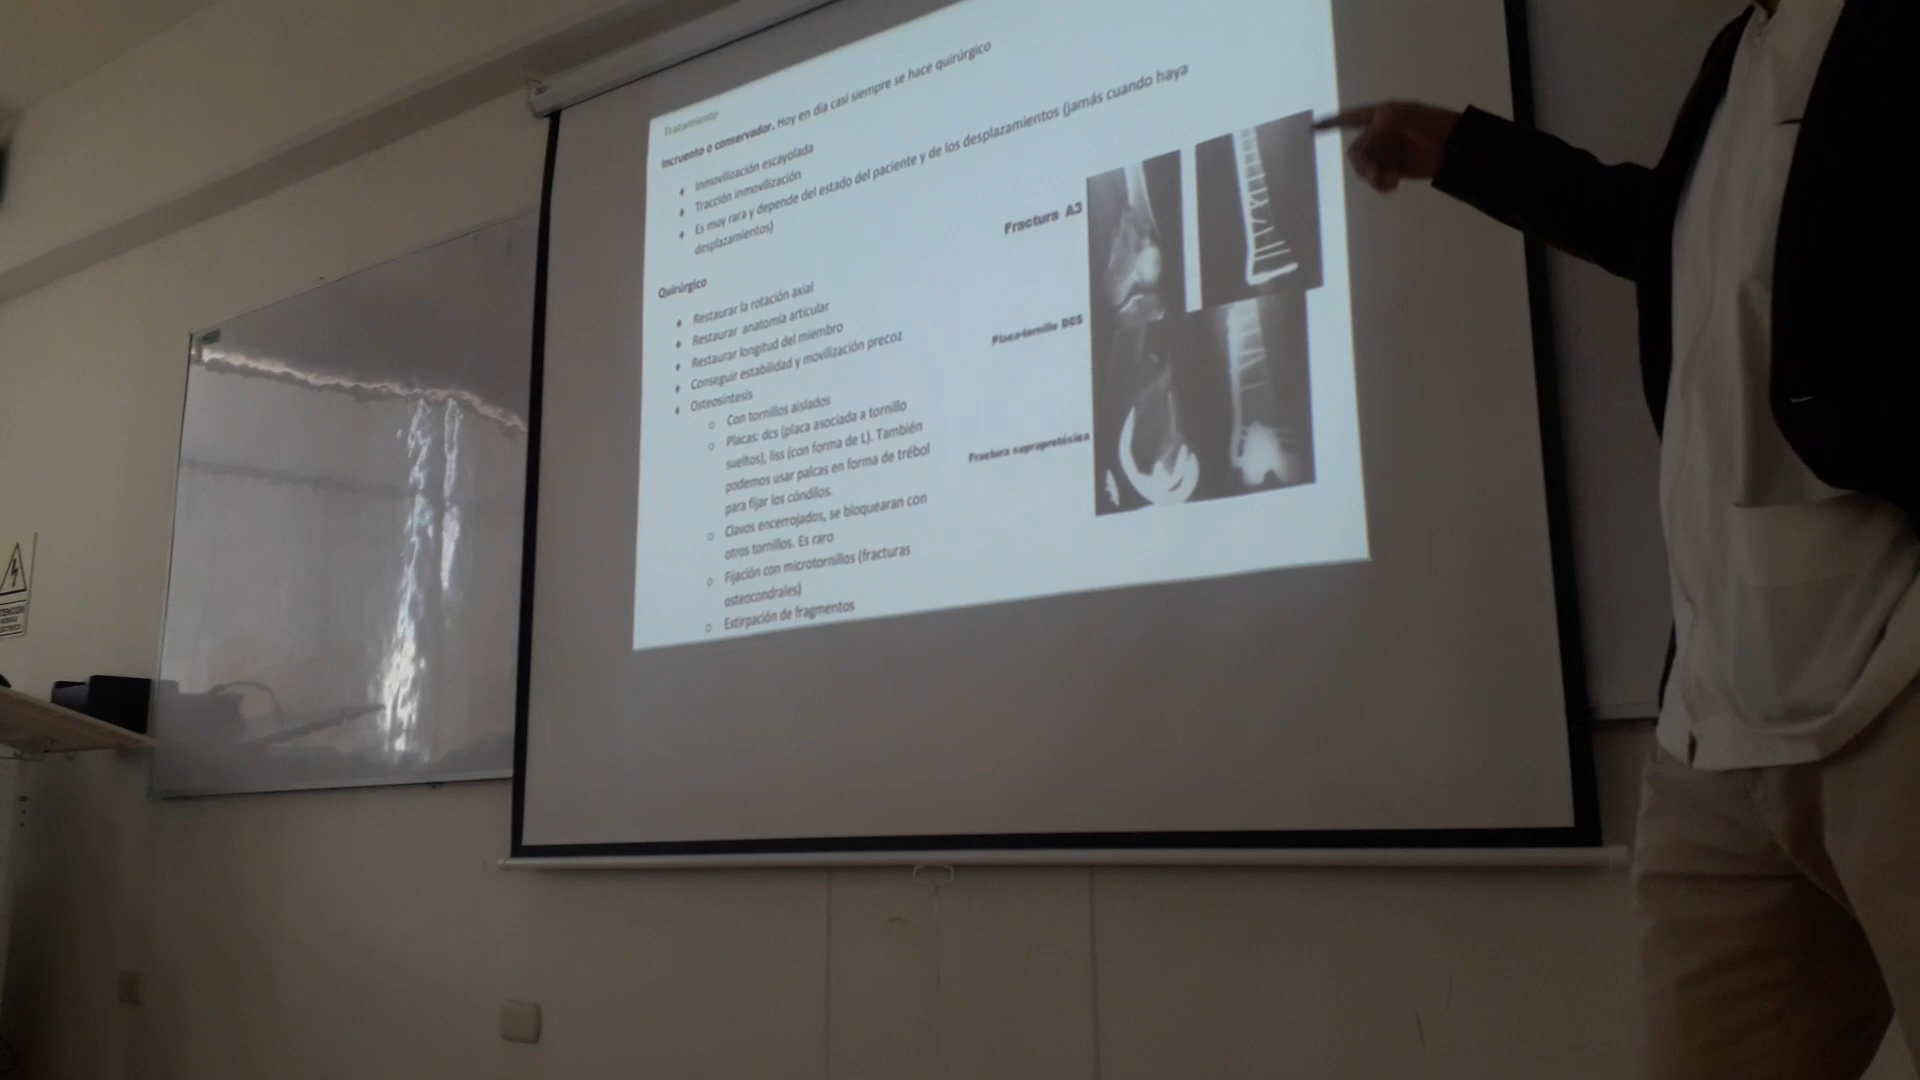 Tratamiento
Incruento o conservador. Hoy en día casi siempre se hace quirúrgico
Inmovilización escayolada
Tracción inmovilización
Es muy rara y depende del estado del paciente y de los desplazamientos (jamás cuando haya
desplazamientos)
Quirúrgico
Restaurar la rotación axial
Restaurar anatomía articular
Restaurar longitud del miembro
Conseguir estabilidad y movilización precoz
Osteosintesis
Con tornillos aislados
Placas: dcs (placa asociada a tornillo
sueltos), liss (con forma de L). También
podemos usar palcas en forma de trébol
para fijar los cóndilos.
Clavos encerrojados, se bloquearan con
otros tornillos. Es raro
Fijación con microtornillos (fracturas
osteocondrales)
Extirpación de fragmentos
Fractura A3
Placa-tornillo DCS
Fractura supraprotésica